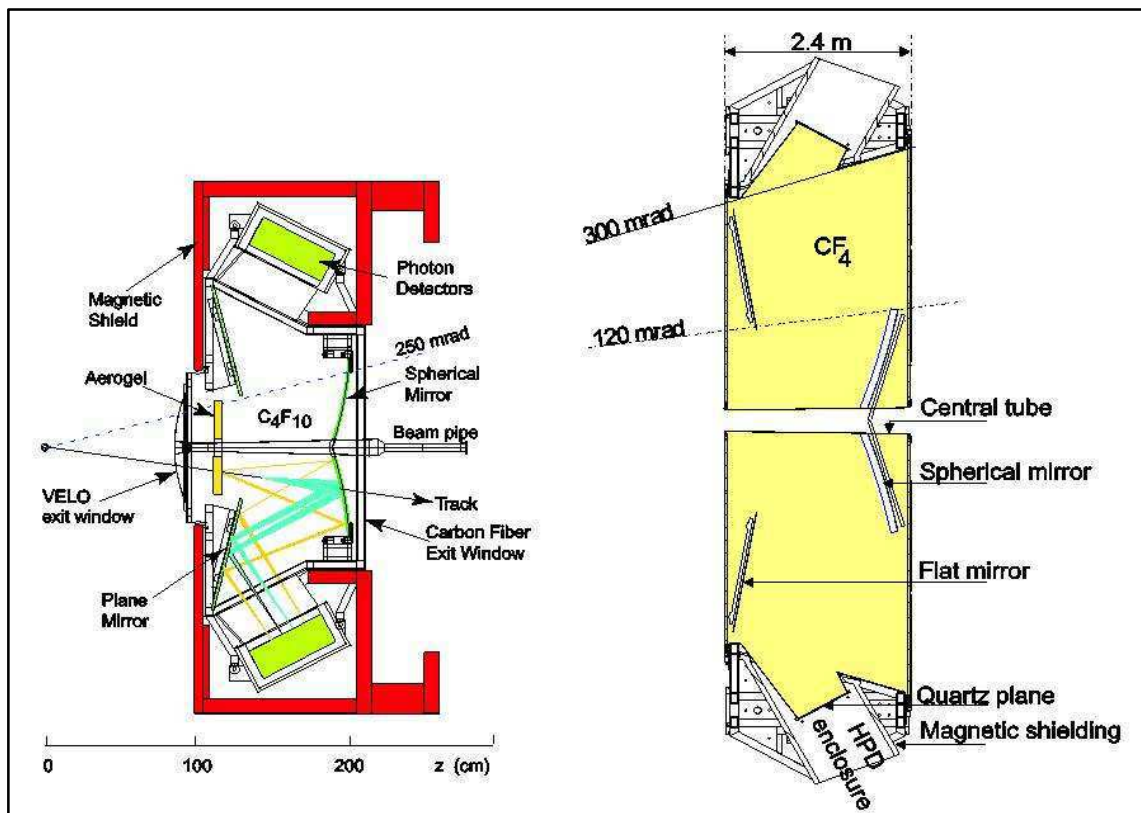 Magnetic
Shield
Aerogel
VELO
exit window
Plane
Mirror
C₄F₁₀
Photon
Detectors
250 mrad
Spherical
Mirror
Beam pipe
Track
Carbon Fiber
Exit Window
0
100
200
z (cm)
2.4 m
300 mrad
CF₄
120 mrad
Central tube
Spherical mirror
Flat mirror
Quartz plane
Magnetic shielding
HPD
enclosure